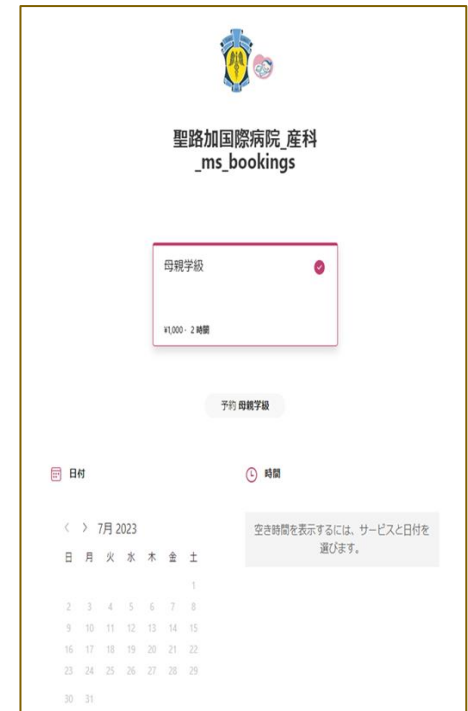 聖路加国際病院_産科
_ms_bookings
母親学級
¥1,000 · 2 時間
予約 母親学級
日付
時間
7月 2023
日 月 火 水 木 金 土
1
2 3 4 5 6 7 8
9 10 11 12 13 14 15
16 17 18 19 20 21 22
23 24 25 26 27 28 29
30 31
空き時間を表示するには、サービスと日付を
選びます。